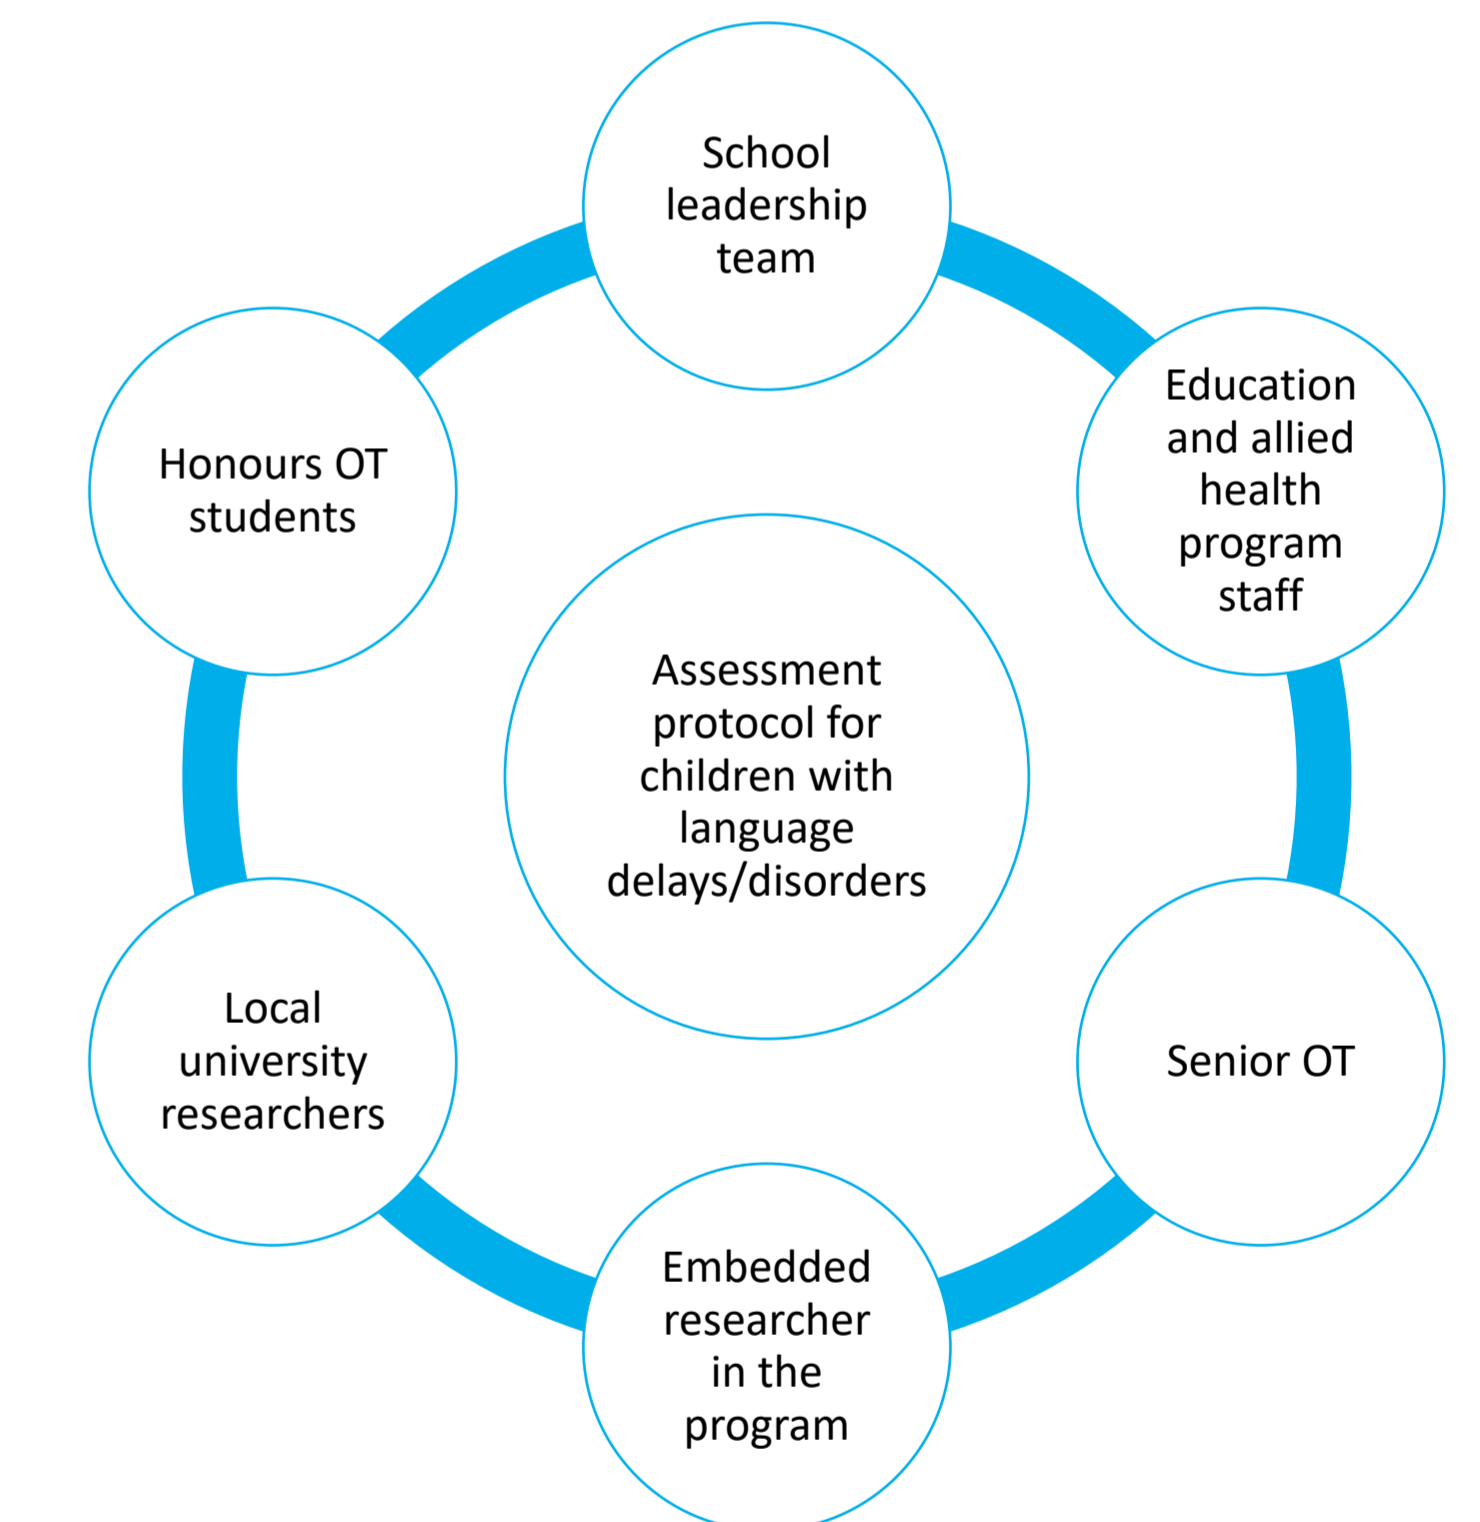 School
leadership
team
Education
and allied
health
program
staff
Honours OT
students
Assessment
protocol for
children with
language
delays/disorders
Local
university
researchers
Senior OT
Embedded
researcher
in the
program